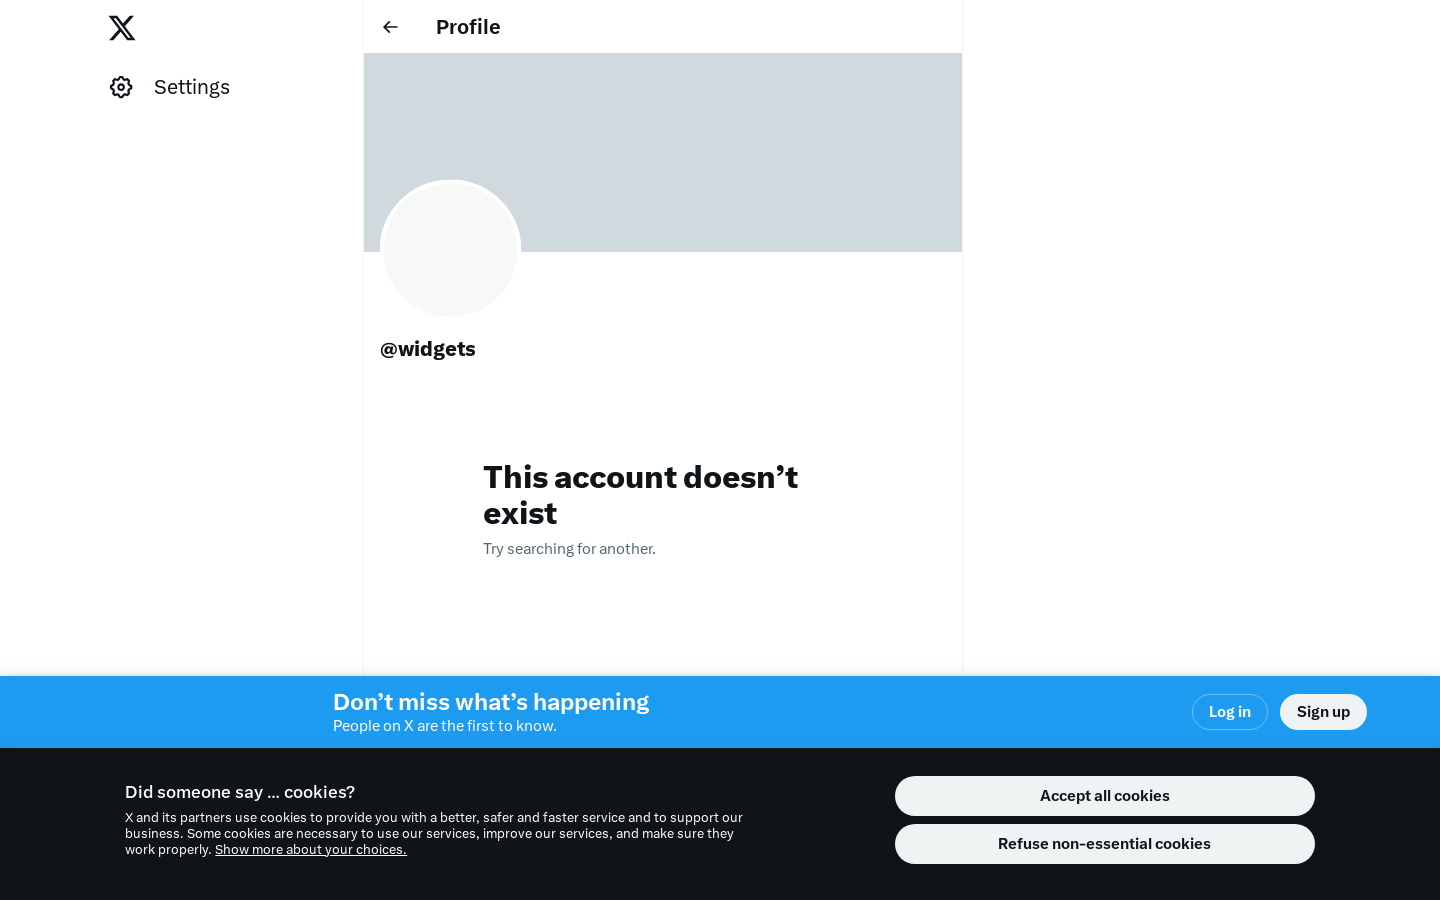 Profile
Settings
@widgets
This account doesn’t
exist
Try searching for another.
Don’t miss what’s happening
People on X are the first to know.
Log in
Sign up
Did someone say … cookies?
X and its partners use cookies to provide you with a better, safer and faster service and to support our
business. Some cookies are necessary to use our services, improve our services, and make sure they
work properly. Show more about your choices.
Accept all cookies
Refuse non-essential cookies